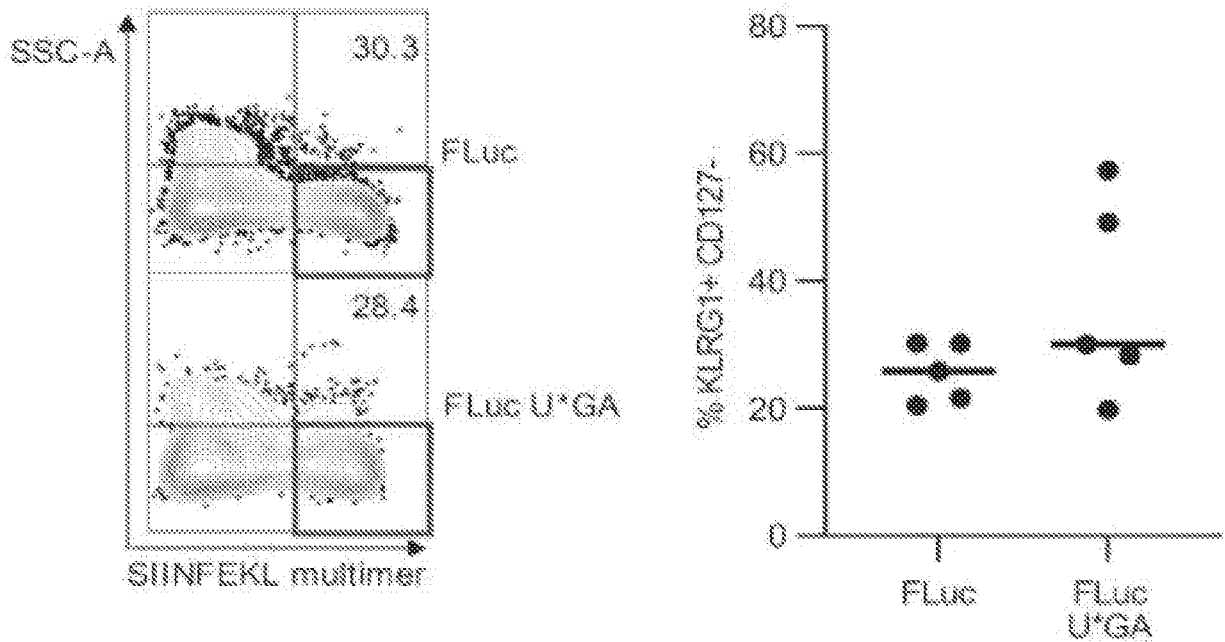 SSC-A
30.3
FLuc
28.4
FLuc U*GA
SIINFEKL multimer
% KLRG1+ CD127-
80
60
40
20
0
FLuc
FLuc
U*GA